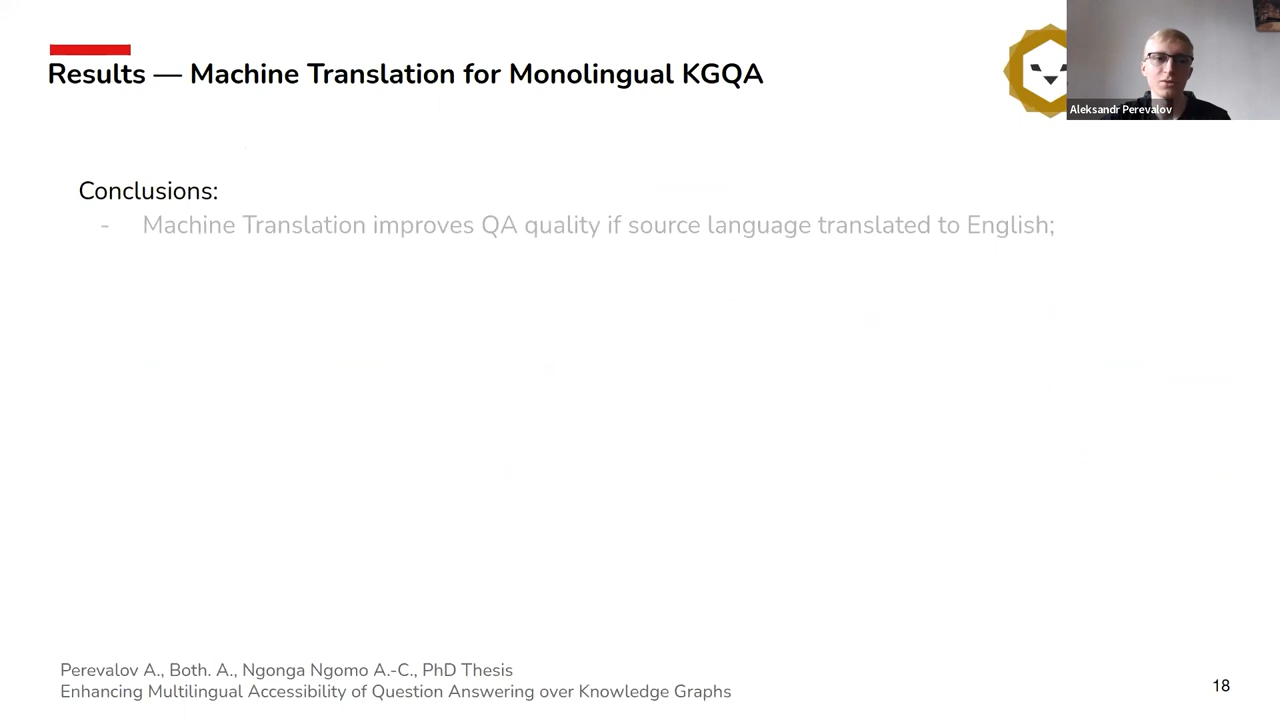 Results — Machine Translation for Monolingual KGQA
Aleksandr Perevalov
Conclusions:
- Machine Translation improves QA quality if source language translated to English;
Perevalov A., Both. A., Ngonga Ngomo A.-C., PhD Thesis
Enhancing Multilingual Accessibility of Question Answering over Knowledge Graphs
18